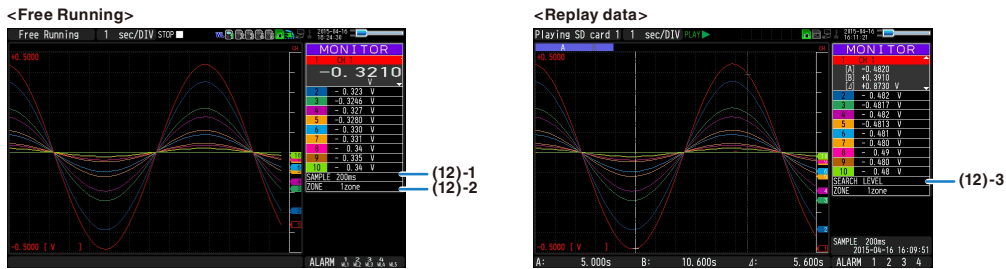 <Free Running>
Free Running 1 sec/DIV STOP 2015-04-16 18:24:30
CH
+0.5000
MONITOR
1 CH 1
-0.3210
V
2 - 0.323 V
3 -0.3246 V
4 - 0.327 V
5 -0.3280 V
6 - 0.330 V
7 - 0.331 V
8 - 0.34 V
9 - 0.335 V
10 - 0.34 V
SAMPLE 200ms
ZONE 1zone
(12)-1
(12)-2
-0.5000 [ V ]
ALARM 1 2 3 4
<Replay data>
Playing SD card 1 1 sec/DIV PLAY 2015-04-16 16:11:21
A
CH
+0.5000
MONITOR
1 CH 1
[A] -0.4820
[B] +0.3910
[⊿] +0.8730 V
2 - 0.482 V
3 -0.4817 V
4 - 0.482 V
5 -0.4813 V
6 - 0.481 V
7 - 0.480 V
8 - 0.49 V
9 - 0.480 V
10 - 0.48 V
SEARCH LEVEL
ZONE 1zone
(12)-3
-0.5000 [ V ]
SAMPLE 200ms
2015-04-16 16:09:51
A: 5.000s B: 10.600s ⊿: 5.600s
ALARM 1 2 3 4